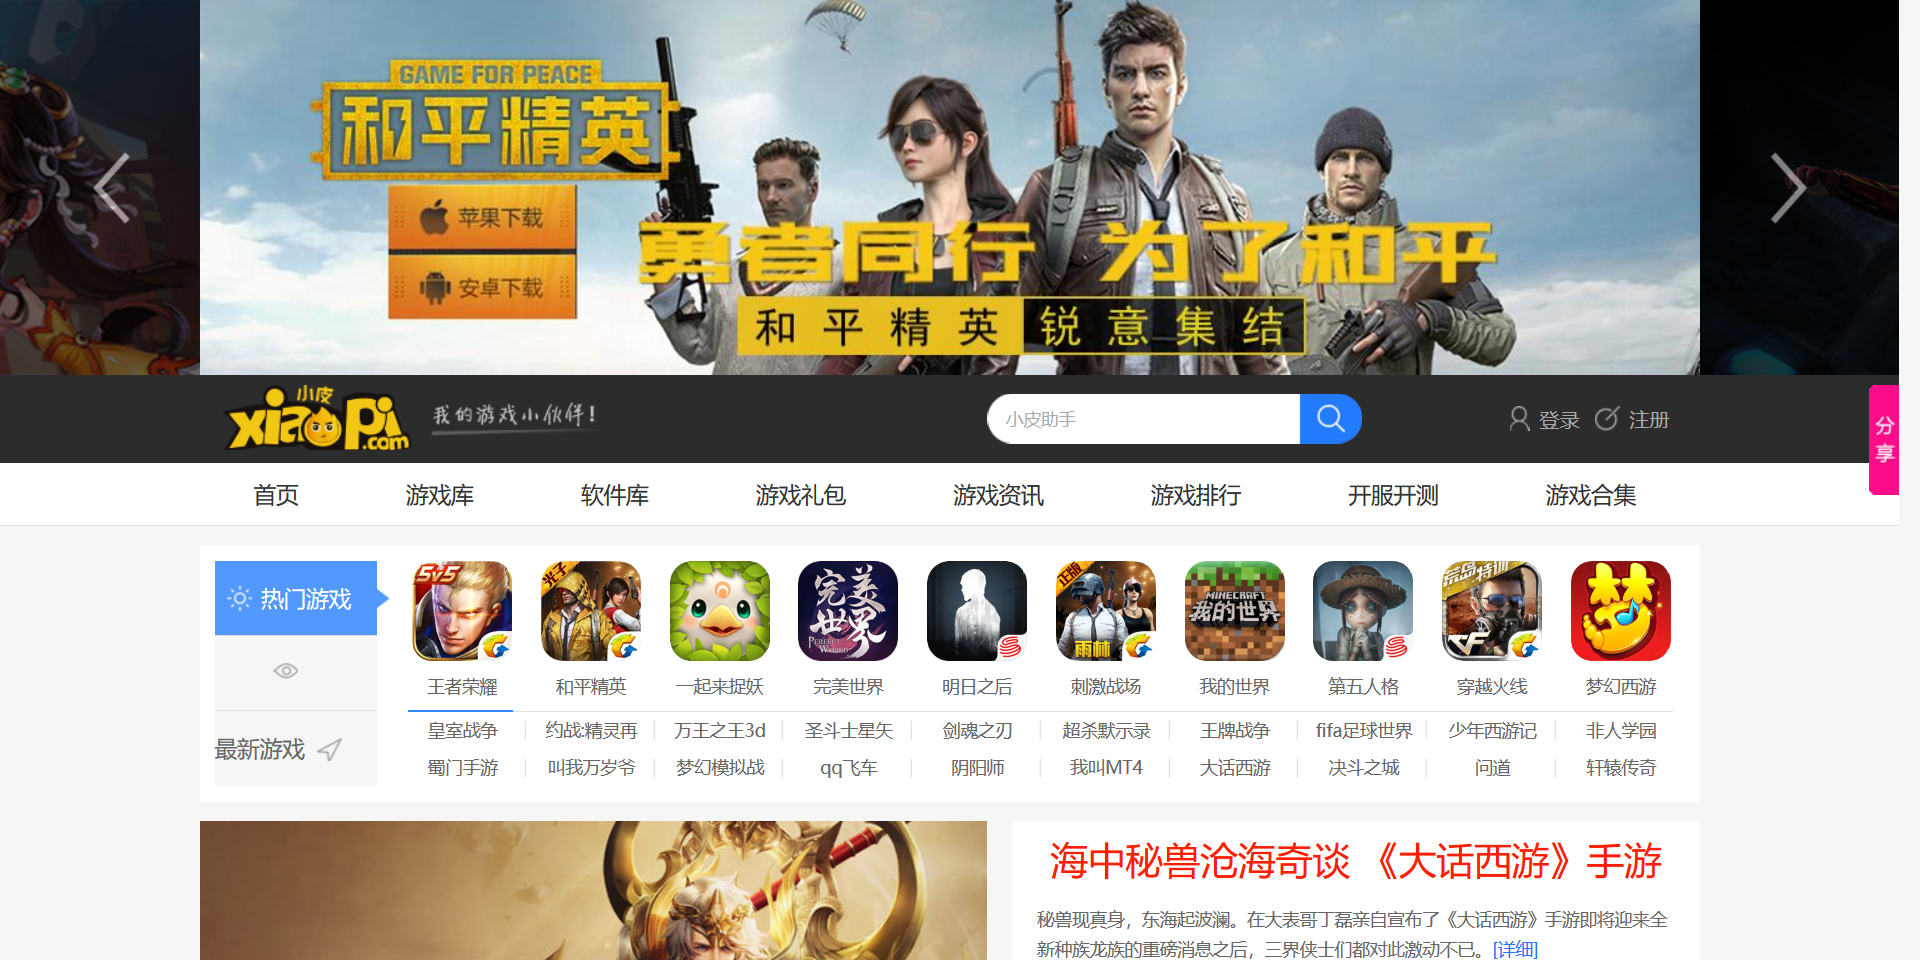 GAME FOR PEACE
和平精英
苹果下载
安卓下载
勇者同行 为了和平
和平精英 锐意集结
小皮
xiaopi.com
我的游戏小伙伴!
小皮助手
登录
注册
分享
首页
游戏库
软件库
游戏礼包
游戏资讯
游戏排行
开服开测
游戏合集
热门游戏
最新游戏
5v5
光子
完美世界
PERFECT WORLD
正版
雨林
MINECRAFT
我的世界
荒岛特训
CF
梦
王者荣耀
和平精英
一起来捉妖
完美世界
明日之后
刺激战场
我的世界
第五人格
穿越火线
梦幻西游
皇室战争
约战:精灵再
万王之王3d
圣斗士星矢
剑魂之刃
超杀默示录
王牌战争
fifa足球世界
少年西游记
非人学园
蜀门手游
叫我万岁爷
梦幻模拟战
qq飞车
阴阳师
我叫MT4
大话西游
决斗之城
问道
轩辕传奇
海中秘兽沧海奇谈 《大话西游》手游
秘兽现真身，东海起波澜。在大表哥丁磊亲自宣布了《大话西游》手游即将迎来全
新种族龙族的重磅消息之后，三界侠士们都对此激动不已。[详细]